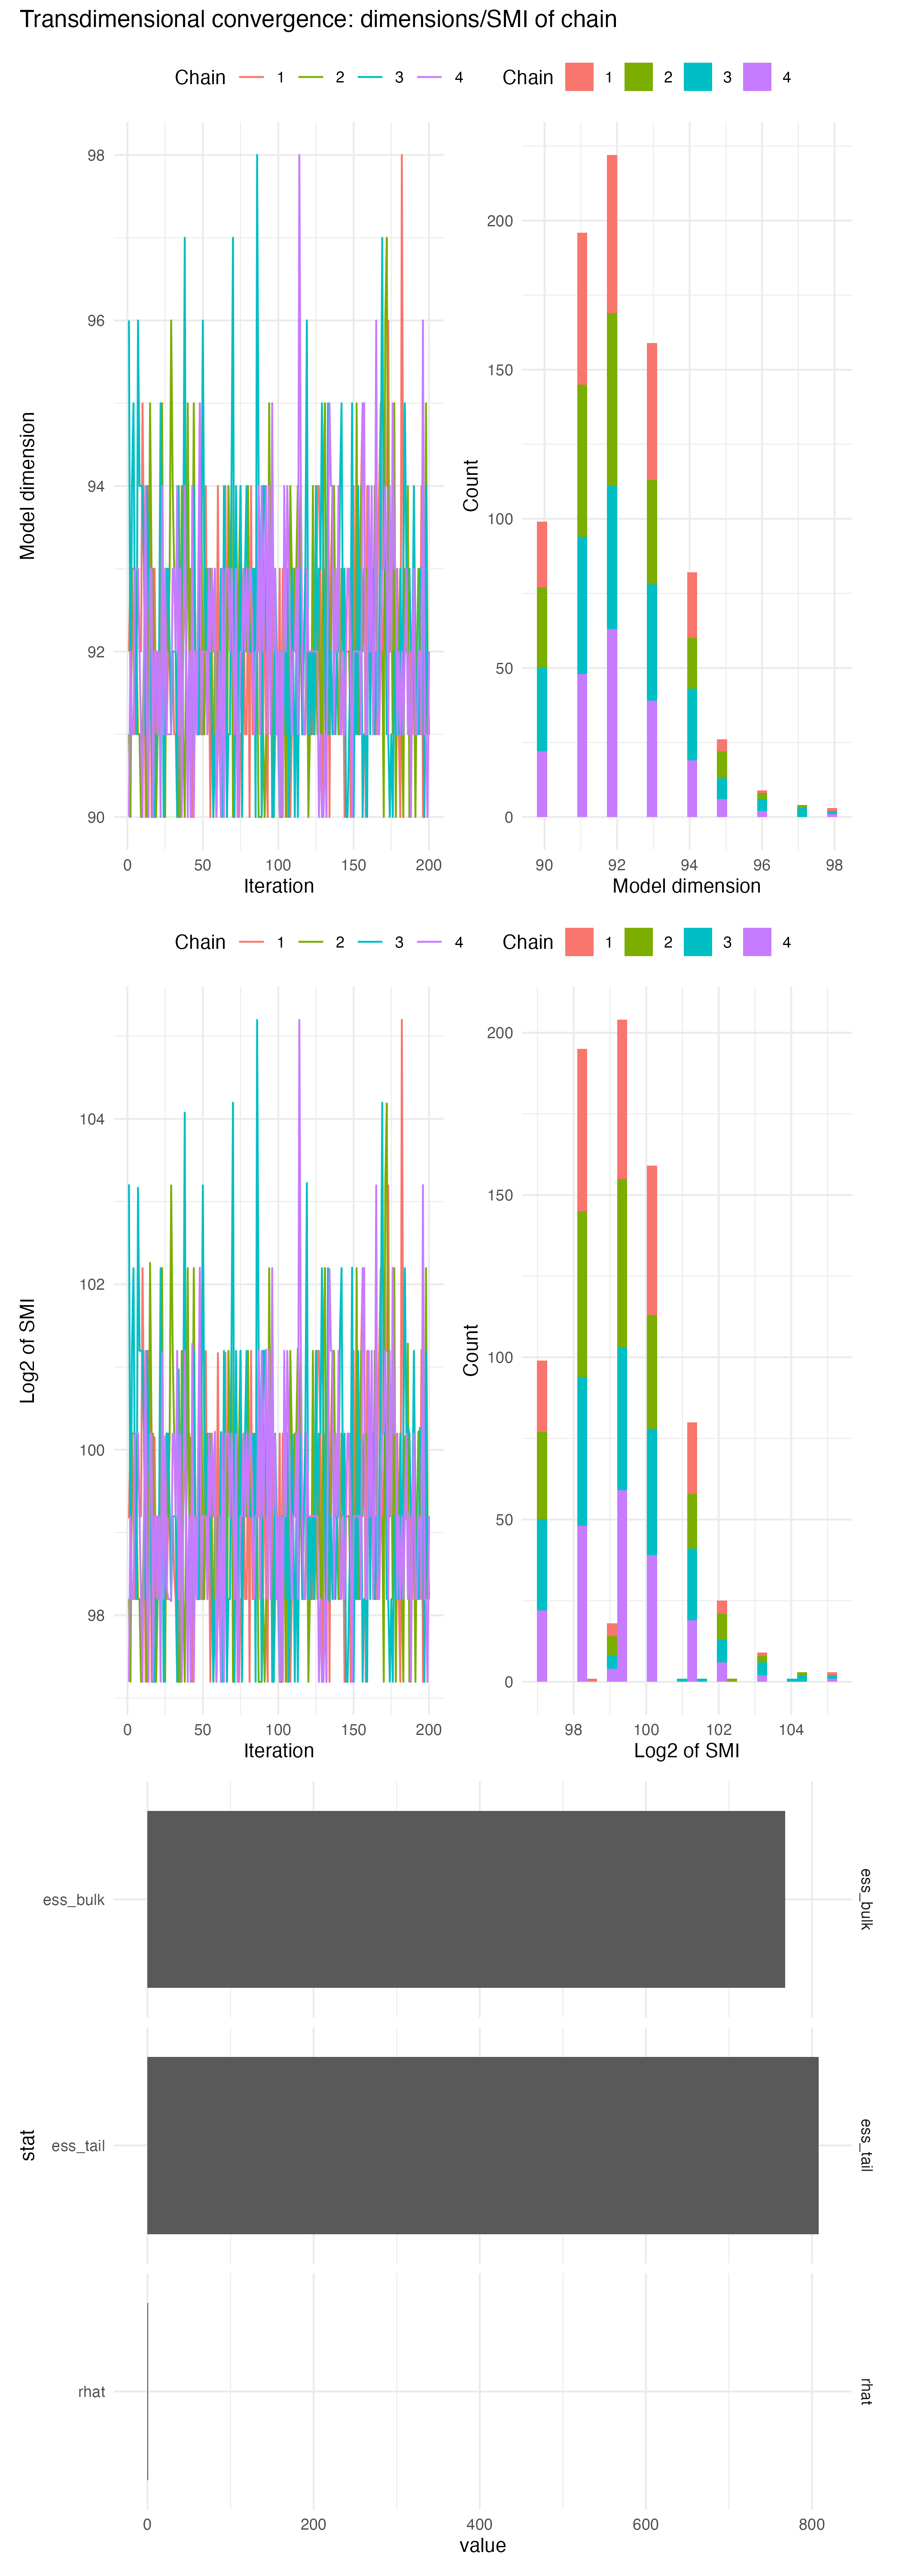 Transdimensional convergence: dimensions/SMI of chain
Chain 1 2 3 4
Chain 1 2 3 4
98
96
94
92
90
Model dimension
0 50 100 150 200
Iteration
200
150
100
50
0
Count
90 92 94 96 98
Model dimension
Chain 1 2 3 4
Chain 1 2 3 4
104
102
100
98
Log2 of SMI
0 50 100 150 200
Iteration
200
150
100
50
0
Count
98 100 102 104
Log2 of SMI
ess_bulk
ess_bulk
stat
ess_tail
ess_tail
rhat
rhat
0 200 400 600 800
value